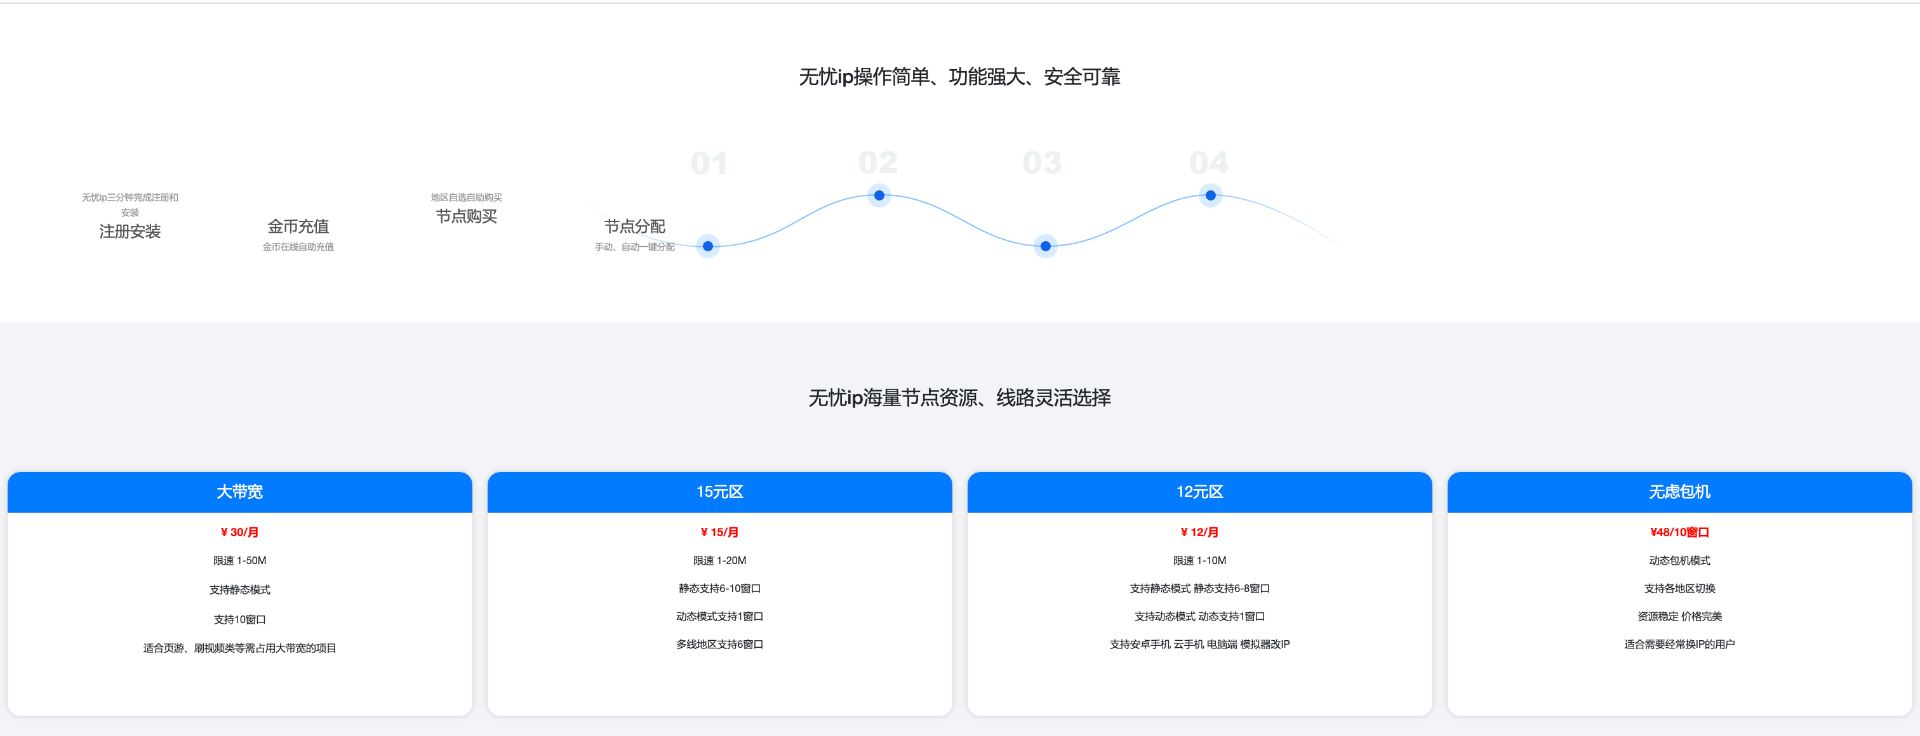 无忧ip操作简单、功能强大、安全可靠
01
02
03
04
无忧ip三分钟完成注册和
安装
注册安装
金币充值
金币在线自助充值
地区自选自助购买
节点购买
节点分配
手动、自动一键分配
无忧ip海量节点资源、线路灵活选择
大带宽
¥ 30/月
限速 1-50M
支持静态模式
支持10窗口
适合页游、刷视频类等需占用大带宽的项目
15元区
¥ 15/月
限速 1-20M
静态支持6-10窗口
动态模式支持1窗口
多线地区支持6窗口
12元区
¥ 12/月
限速 1-10M
支持静态模式 静态支持6-8窗口
支持动态模式 动态支持1窗口
支持安卓手机 云手机 电脑端 模拟器改IP
无虑包机
¥48/10窗口
动态包机模式
支持各地区切换
资源稳定 价格完美
适合需要经常换IP的用户